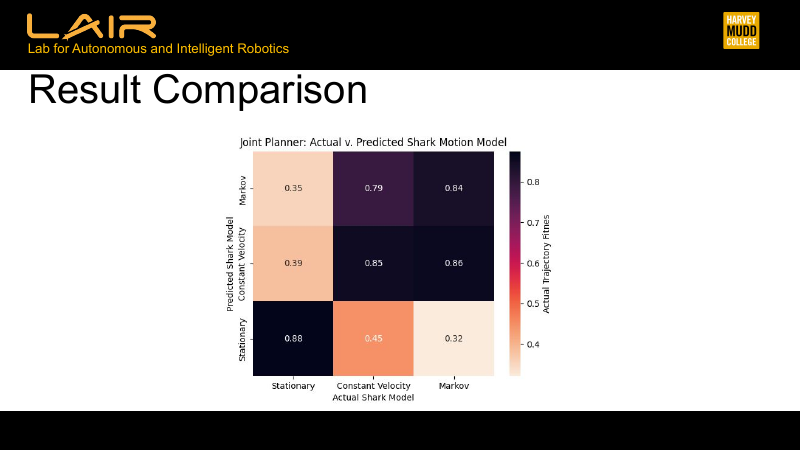 LAIR
Lab for Autonomous and Intelligent Robotics
HARVEY
MUDD
COLLEGE
Result Comparison
Joint Planner: Actual v. Predicted Shark Motion Model
Predicted Shark Model
Markov
Constant Velocity
Stationary
0.35 0.79 0.84
0.39 0.85 0.86
0.88 0.45 0.32
Stationary Constant Velocity Markov
Actual Shark Model
0.8
0.7
0.6
0.5
0.4
Actual Trajectory Fitnes